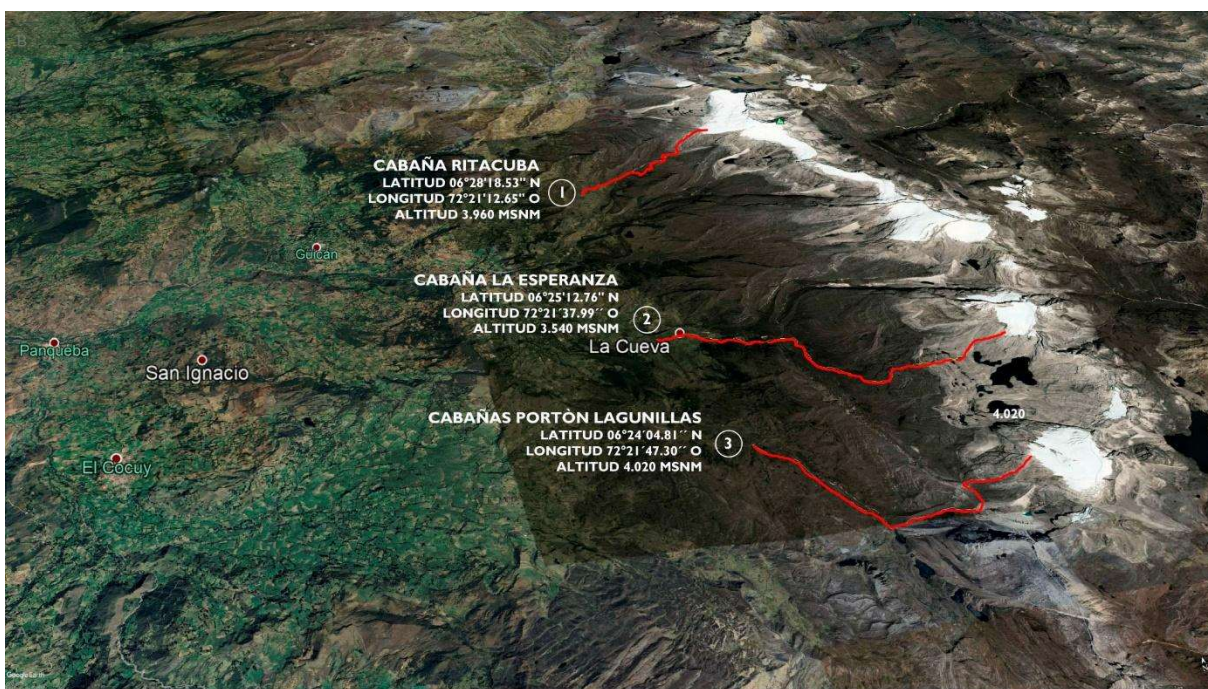 CABAÑA RITACUBA
LATITUD 06°28'18.53" N
LONGITUD 72°21'12.65" O
ALTITUD 3.960 MSNM
1
Güicán
CABAÑA LA ESPERANZA
LATITUD 06°25'12.76" N
LONGITUD 72°21´37.99´´ O
ALTITUD 3.540 MSNM
2
La Cueva
Panqueba
San Ignacio
CABAÑAS PORTÒN LAGUNILLAS
LATITUD 06°24´04.81´´ N
LONGITUD 72°21´47.30´´ O
ALTITUD 4.020 MSNM
3
4.020
El Cocuy
Google Earth